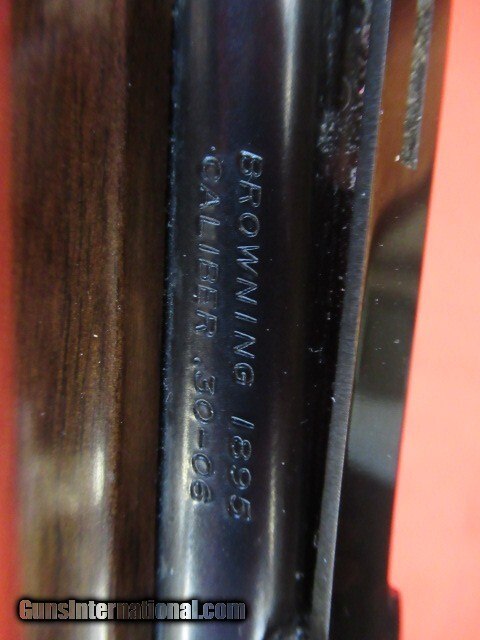 BROWNING 1895
CALIBER .30-06
GunsInternational.com